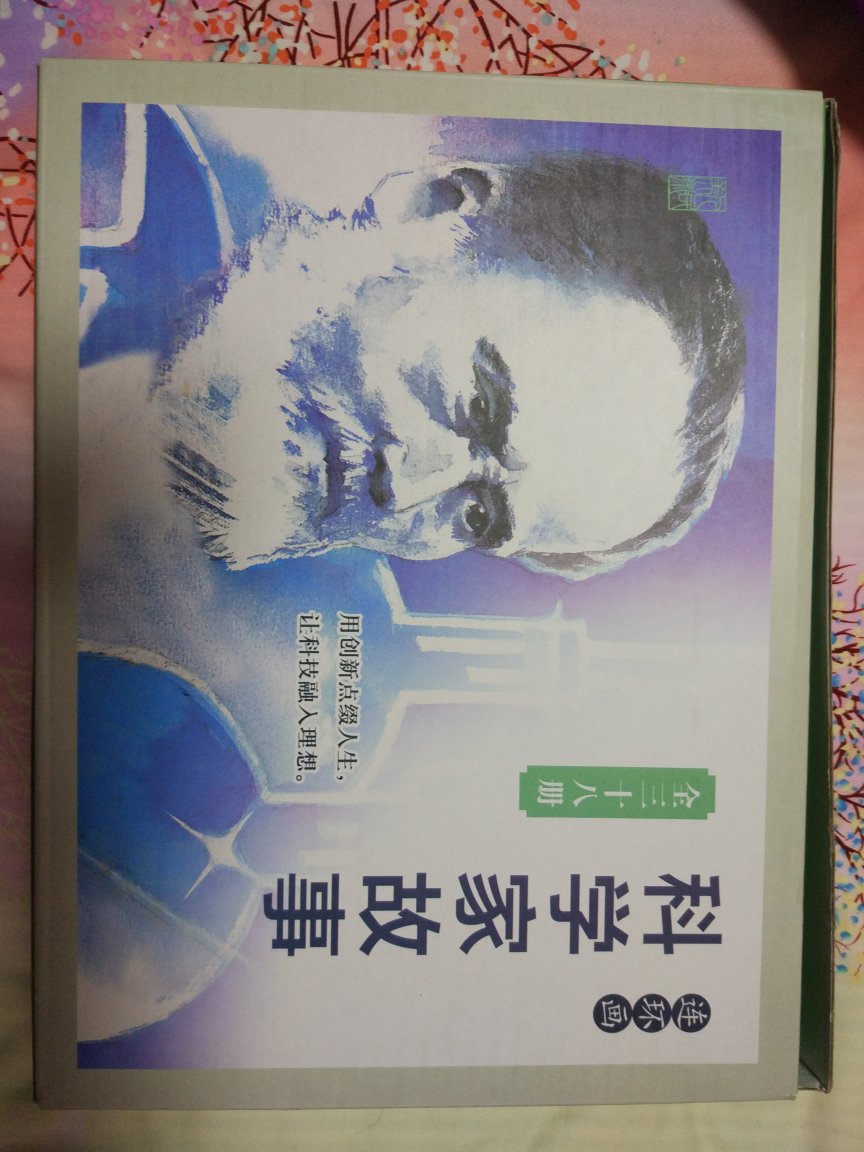 连环画
科学家故事
全三十八册
用创新点缀人生，
让科技融入理想。